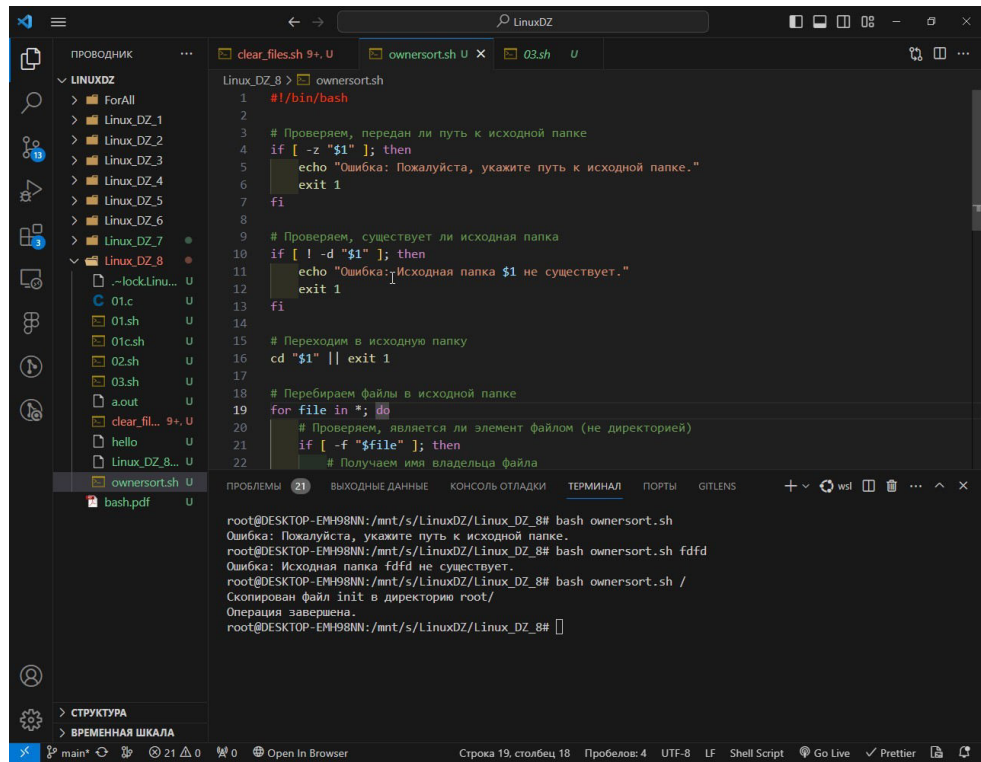 LinuxDZ
ПРОВОДНИК
clear_files.sh 9+, U
ownersort.sh U
03.sh U
LINUXDZ
Linux_DZ_8 > ownersort.sh
ForAll
Linux_DZ_1
Linux_DZ_2
Linux_DZ_3
Linux_DZ_4
Linux_DZ_5
Linux_DZ_6
Linux_DZ_7
Linux_DZ_8
.~lock.Linu... U
01.c U
01.sh U
01c.sh U
02.sh U
03.sh U
a.out U
clear_fil... 9+, U
hello U
Linux_DZ_8... U
ownersort.sh U
bash.pdf U
13
3
1 #!/bin/bash
2
3 # Проверяем, передан ли путь к исходной папке
4 if [ -z "$1" ]; then
5 echo "Ошибка: Пожалуйста, укажите путь к исходной папке."
6 exit 1
7 fi
8
9 # Проверяем, существует ли исходная папка
10 if [ ! -d "$1" ]; then
11 echo "Ошибка: Исходная папка $1 не существует."
12 exit 1
13 fi
14
15 # Переходим в исходную папку
16 cd "$1" || exit 1
17
18 # Перебираем файлы в исходной папке
19 for file in *; do
20 # Проверяем, является ли элемент файлом (не директорией)
21 if [ -f "$file" ]; then
22 # Получаем имя владельца файла
ПРОБЛЕМЫ 21 ВЫХОДНЫЕ ДАННЫЕ КОНСОЛЬ ОТЛАДКИ ТЕРМИНАЛ ПОРТЫ GITLENS wsl
root@DESKTOP-EMH98NN:/mnt/s/LinuxDZ/Linux_DZ_8# bash ownersort.sh
Ошибка: Пожалуйста, укажите путь к исходной папке.
root@DESKTOP-EMH98NN:/mnt/s/LinuxDZ/Linux_DZ_8# bash ownersort.sh fdfd
Ошибка: Исходная папка fdfd не существует.
root@DESKTOP-EMH98NN:/mnt/s/LinuxDZ/Linux_DZ_8# bash ownersort.sh /
Скопирован файл init в директорию root/
Операция завершена.
root@DESKTOP-EMH98NN:/mnt/s/LinuxDZ/Linux_DZ_8#
СТРУКТУРА
ВРЕМЕННАЯ ШКАЛА
main* 21 0 0 Open In Browser Строка 19, столбец 18 Пробелов: 4 UTF-8 LF Shell Script Go Live Prettier